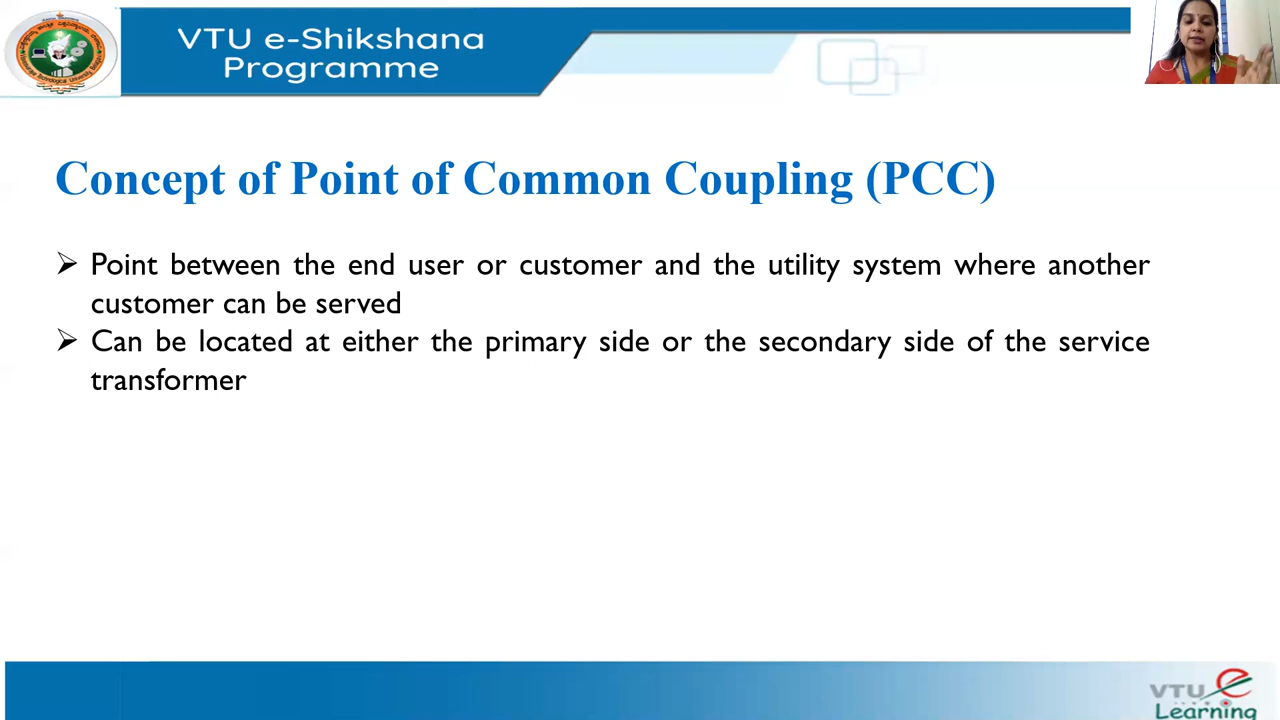 VTU e-Shikshana
Programme
Concept of Point of Common Coupling (PCC)
➢ Point between the end user or customer and the utility system where another
customer can be served
➢ Can be located at either the primary side or the secondary side of the service
transformer
VTU e
Learning